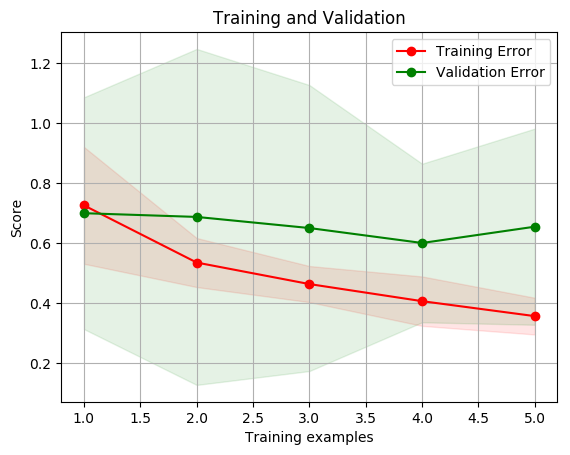 Training and Validation
Training Error
Validation Error
Score
1.2
1.0
0.8
0.6
0.4
0.2
1.0 1.5 2.0 2.5 3.0 3.5 4.0 4.5 5.0
Training examples